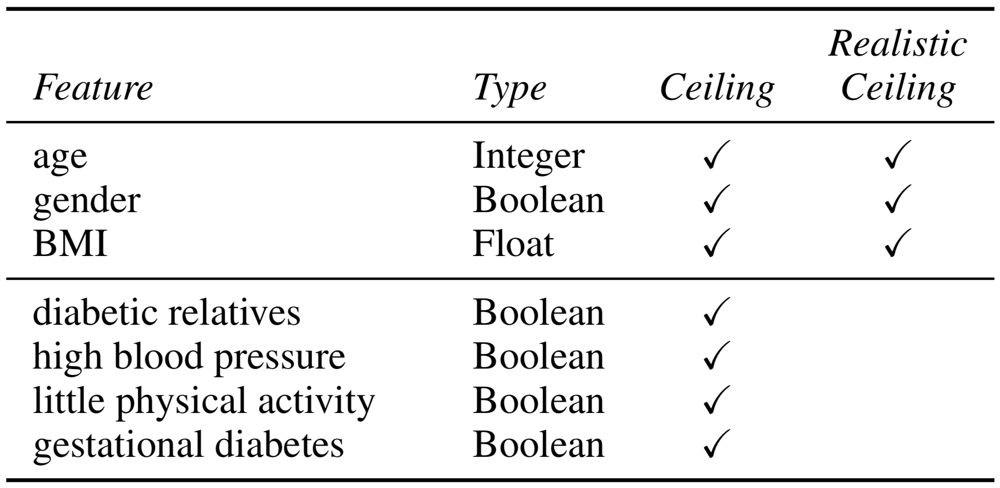 Realistic
Feature Type Ceiling Ceiling
age Integer ✓ ✓
gender Boolean ✓ ✓
BMI Float ✓ ✓
diabetic relatives Boolean ✓
high blood pressure Boolean ✓
little physical activity Boolean ✓
gestational diabetes Boolean ✓